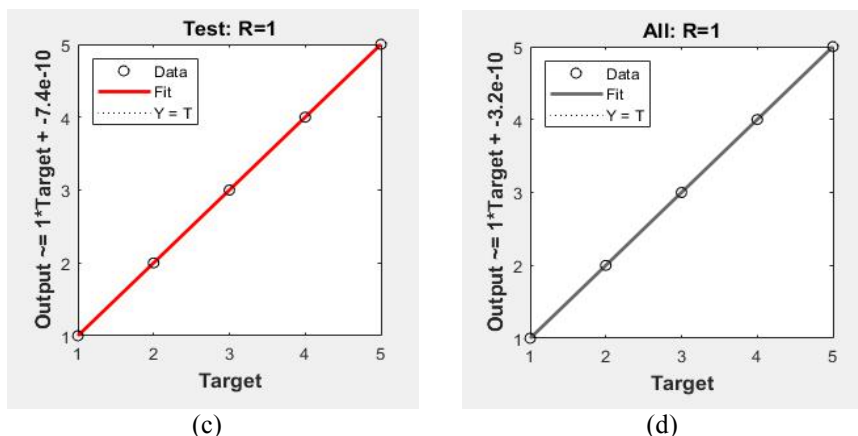 Test: R=1
Output ~= 1*Target + -7.4e-10
5
4
3
2
1
Data
Fit
Y = T
1 2 3 4 5
Target
(c)
All: R=1
Output ~= 1*Target + -3.2e-10
5
4
3
2
1
Data
Fit
Y = T
1 2 3 4 5
Target
(d)